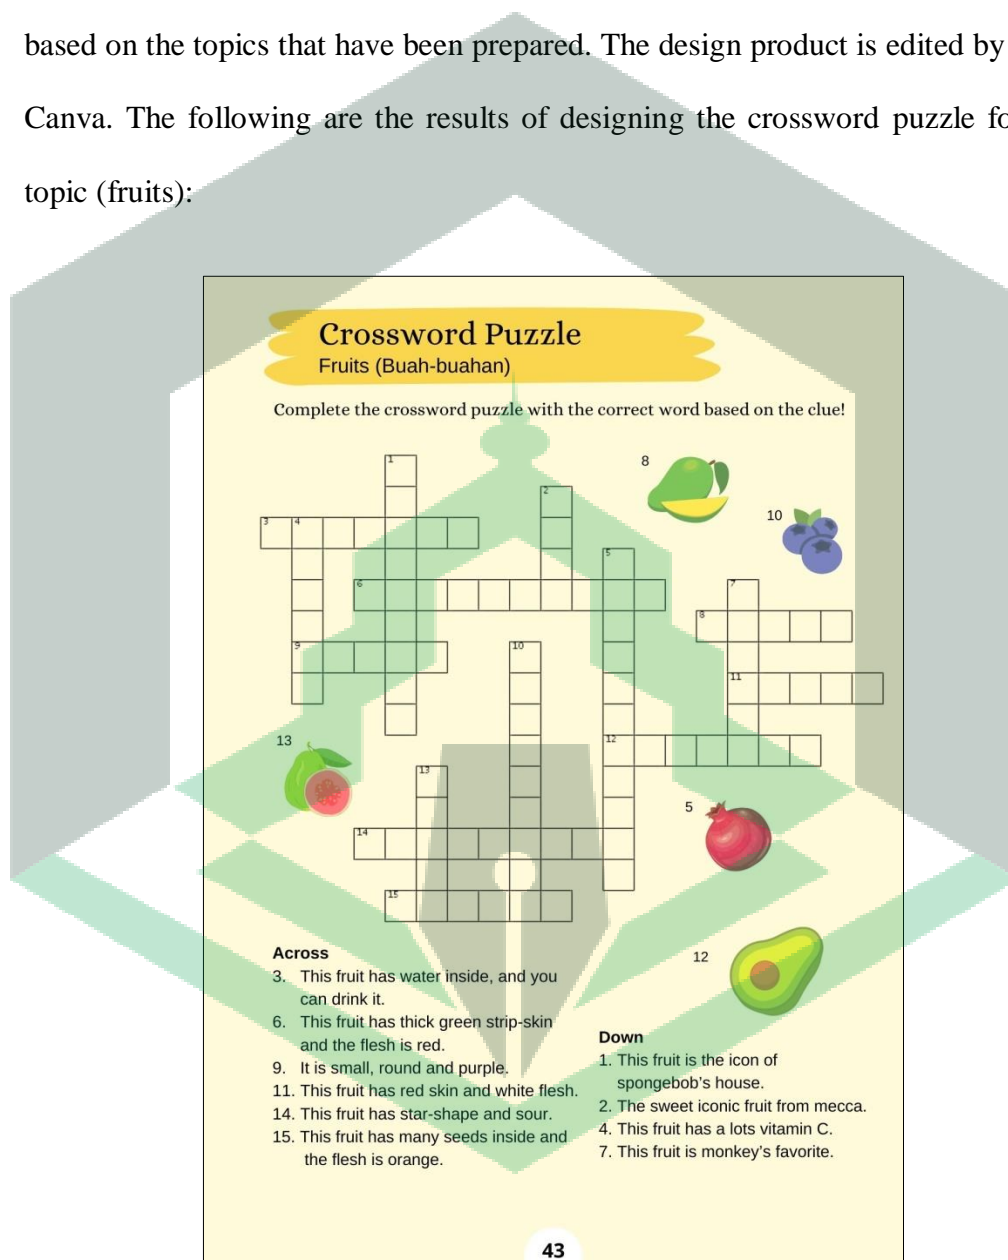 based on the topics that have been prepared. The design product is edited by
Canva. The following are the results of designing the crossword puzzle fo
topic (fruits):
Crossword Puzzle
Fruits (Buah-buahan)
Complete the crossword puzzle with the correct word based on the clue!
1
8
2
10
3 4
5
6
7
8
9
10
11
13
12
13
5
14
15
12
Across
3. This fruit has water inside, and you
can drink it.
6. This fruit has thick green strip-skin
and the flesh is red.
9. It is small, round and purple.
11. This fruit has red skin and white flesh.
14. This fruit has star-shape and sour.
15. This fruit has many seeds inside and
the flesh is orange.
Down
1. This fruit is the icon of
spongebob's house.
2. The sweet iconic fruit from mecca.
4. This fruit has a lots vitamin C.
7. This fruit is monkey's favorite.
43